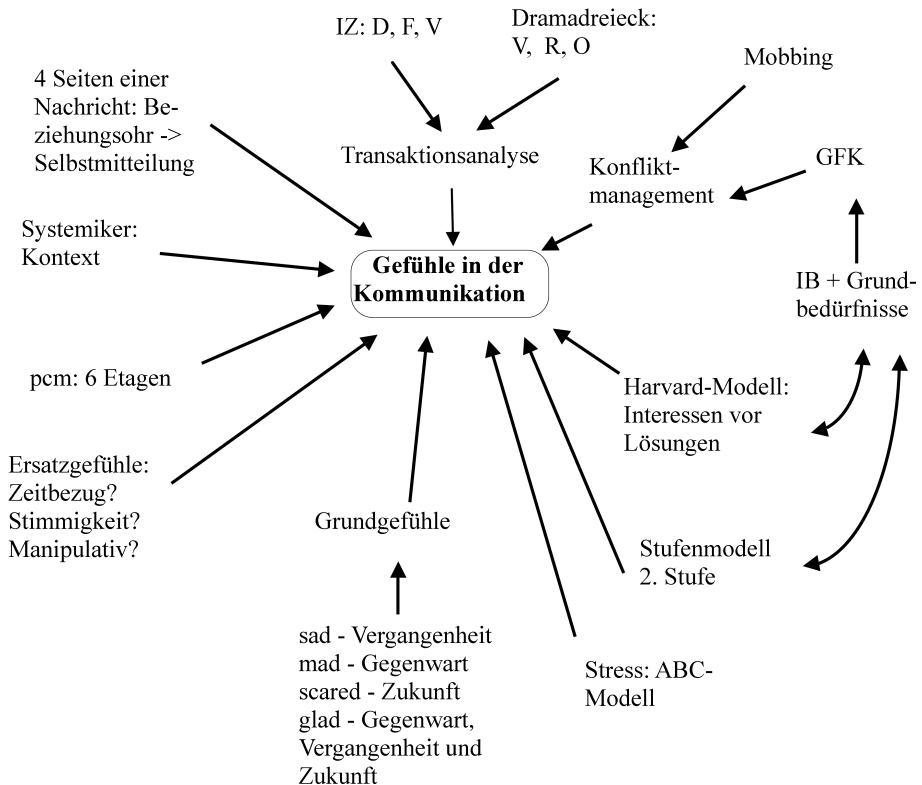 IZ: D, F, V
Dramadreieck:
V,  R, O
Mobbing
4 Seiten einer
Nachricht: Be-
ziehungsohr ->
Selbstmitteilung
Transaktionsanalyse
Konflikt-
management
GFK
Systemiker:
Kontext
Gefühle in der
Kommunikation
IB + Grund-
bedürfnisse
pcm: 6 Etagen
Harvard-Modell:
Interessen vor
Lösungen
Ersatzgefühle:
Zeitbezug?
Stimmigkeit?
Manipulativ?
Grundgefühle
Stufenmodell
2. Stufe
sad - Vergangenheit
mad - Gegenwart
scared - Zukunft
glad - Gegenwart,
Vergangenheit und
Zukunft
Stress: ABC-
Modell